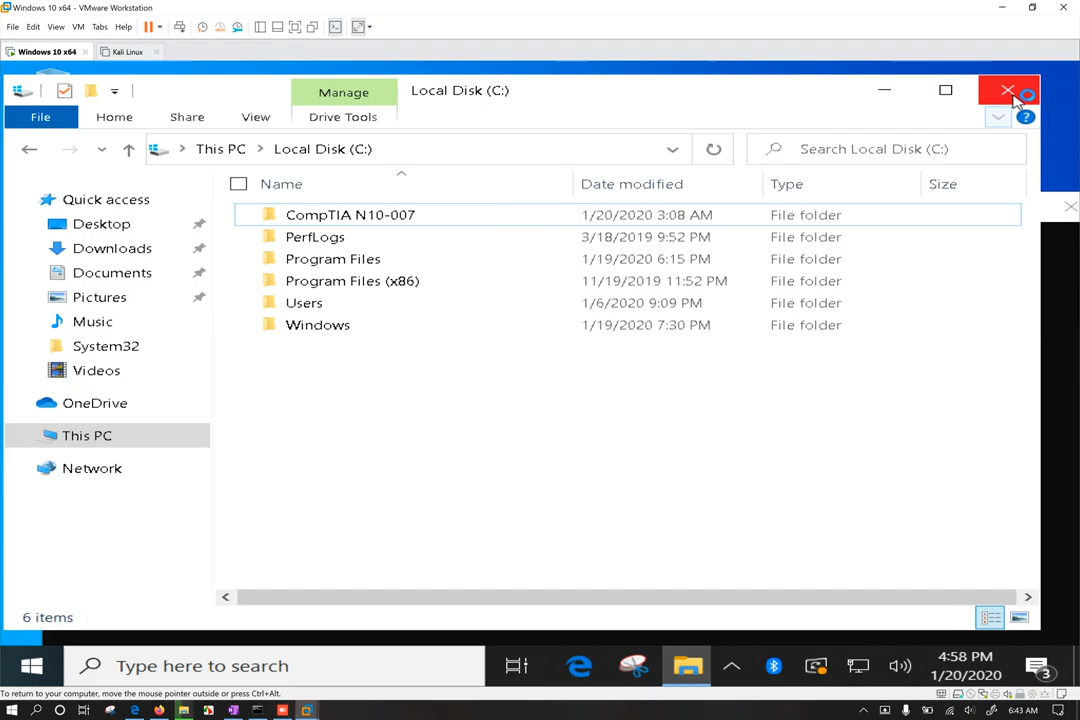 Windows 10 x64 - VMware Workstation
File Edit View VM Tabs Help
Windows 10 x64 Kali Linux
Manage Local Disk (C:)
File Home Share View Drive Tools
This PC Local Disk (C:) Search Local Disk (C:)
Name Date modified Type Size
Quick access
Desktop
Downloads
Documents
Pictures
Music
System32
Videos
OneDrive
This PC
Network
CompTIA N10-007 1/20/2020 3:08 AM File folder
PerfLogs 3/18/2019 9:52 PM File folder
Program Files 1/19/2020 6:15 PM File folder
Program Files (x86) 11/19/2019 11:52 PM File folder
Users 1/6/2020 9:09 PM File folder
Windows 1/19/2020 7:30 PM File folder
6 items
Type here to search
4:58 PM
1/20/2020
3
To return to your computer, move the mouse pointer outside or press Ctrl+Alt.
6:43 AM